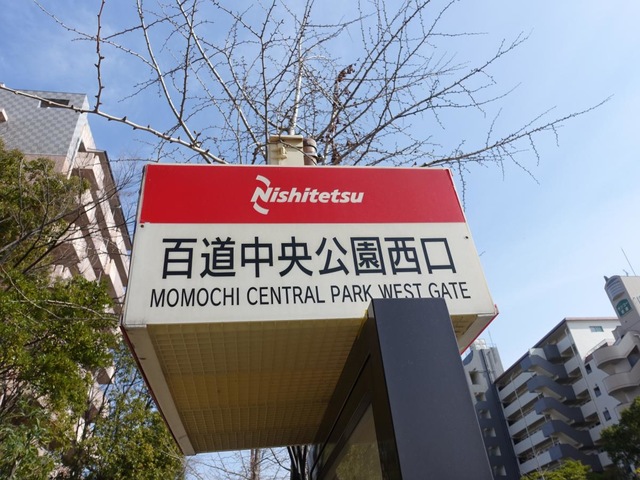 Nishitetsu
百道中央公園西口
MOMOCHI CENTRAL PARK WEST GATE